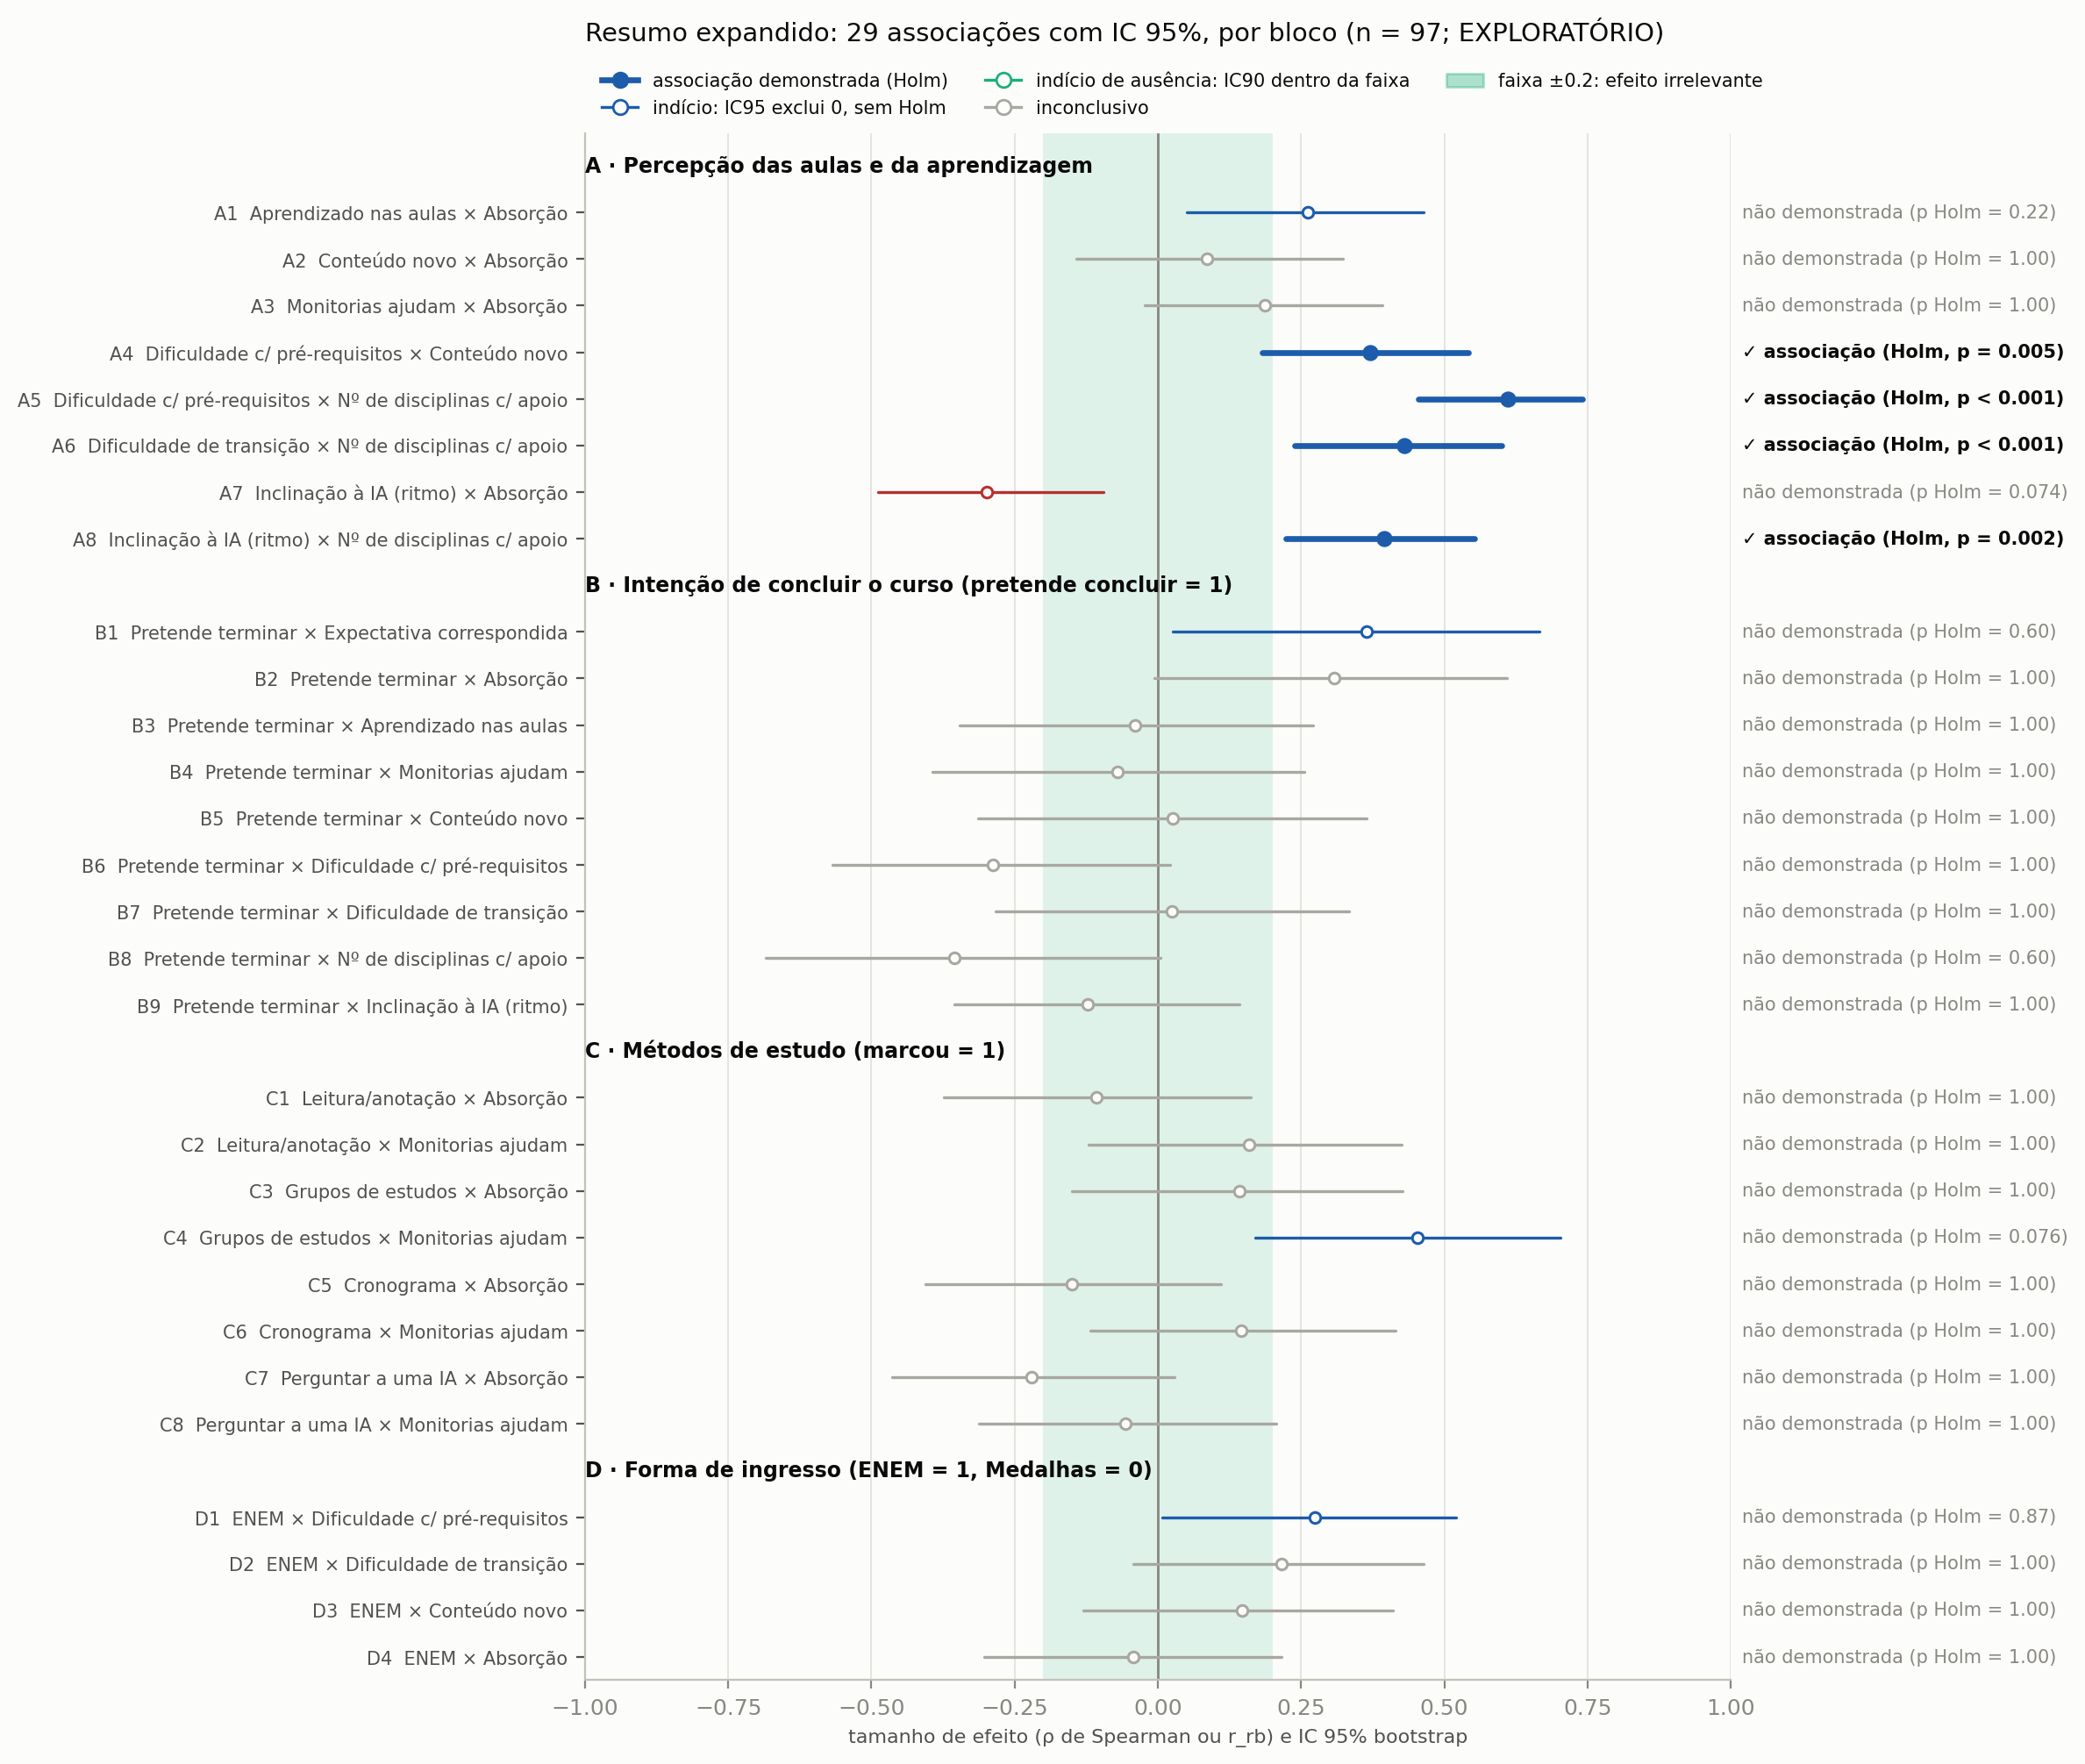 Resumo expandido: 29 associações com IC 95%, por bloco (n = 97; EXPLORATÓRIO)
associação demonstrada (Holm)
indício: IC95 exclui 0, sem Holm
indício de ausência: IC90 dentro da faixa
inconclusivo
faixa ±0.2: efeito irrelevante
A · Percepção das aulas e da aprendizagem
A1 Aprendizado nas aulas × Absorção não demonstrada (p Holm = 0.22)
A2 Conteúdo novo × Absorção não demonstrada (p Holm = 1.00)
A3 Monitorias ajudam × Absorção não demonstrada (p Holm = 1.00)
A4 Dificuldade c/ pré-requisitos × Conteúdo novo ✓ associação (Holm, p = 0.005)
A5 Dificuldade c/ pré-requisitos × Nº de disciplinas c/ apoio ✓ associação (Holm, p < 0.001)
A6 Dificuldade de transição × Nº de disciplinas c/ apoio ✓ associação (Holm, p < 0.001)
A7 Inclinação à IA (ritmo) × Absorção não demonstrada (p Holm = 0.074)
A8 Inclinação à IA (ritmo) × Nº de disciplinas c/ apoio ✓ associação (Holm, p = 0.002)
B · Intenção de concluir o curso (pretende concluir = 1)
B1 Pretende terminar × Expectativa correspondida não demonstrada (p Holm = 0.60)
B2 Pretende terminar × Absorção não demonstrada (p Holm = 1.00)
B3 Pretende terminar × Aprendizado nas aulas não demonstrada (p Holm = 1.00)
B4 Pretende terminar × Monitorias ajudam não demonstrada (p Holm = 1.00)
B5 Pretende terminar × Conteúdo novo não demonstrada (p Holm = 1.00)
B6 Pretende terminar × Dificuldade c/ pré-requisitos não demonstrada (p Holm = 1.00)
B7 Pretende terminar × Dificuldade de transição não demonstrada (p Holm = 1.00)
B8 Pretende terminar × Nº de disciplinas c/ apoio não demonstrada (p Holm = 0.60)
B9 Pretende terminar × Inclinação à IA (ritmo) não demonstrada (p Holm = 1.00)
C · Métodos de estudo (marcou = 1)
C1 Leitura/anotação × Absorção não demonstrada (p Holm = 1.00)
C2 Leitura/anotação × Monitorias ajudam não demonstrada (p Holm = 1.00)
C3 Grupos de estudos × Absorção não demonstrada (p Holm = 1.00)
C4 Grupos de estudos × Monitorias ajudam não demonstrada (p Holm = 0.076)
C5 Cronograma × Absorção não demonstrada (p Holm = 1.00)
C6 Cronograma × Monitorias ajudam não demonstrada (p Holm = 1.00)
C7 Perguntar a uma IA × Absorção não demonstrada (p Holm = 1.00)
C8 Perguntar a uma IA × Monitorias ajudam não demonstrada (p Holm = 1.00)
D · Forma de ingresso (ENEM = 1, Medalhas = 0)
D1 ENEM × Dificuldade c/ pré-requisitos não demonstrada (p Holm = 0.87)
D2 ENEM × Dificuldade de transição não demonstrada (p Holm = 1.00)
D3 ENEM × Conteúdo novo não demonstrada (p Holm = 1.00)
D4 ENEM × Absorção não demonstrada (p Holm = 1.00)
−1.00 −0.75 −0.50 −0.25 0.00 0.25 0.50 0.75 1.00
tamanho de efeito (ρ de Spearman ou r_rb) e IC 95% bootstrap